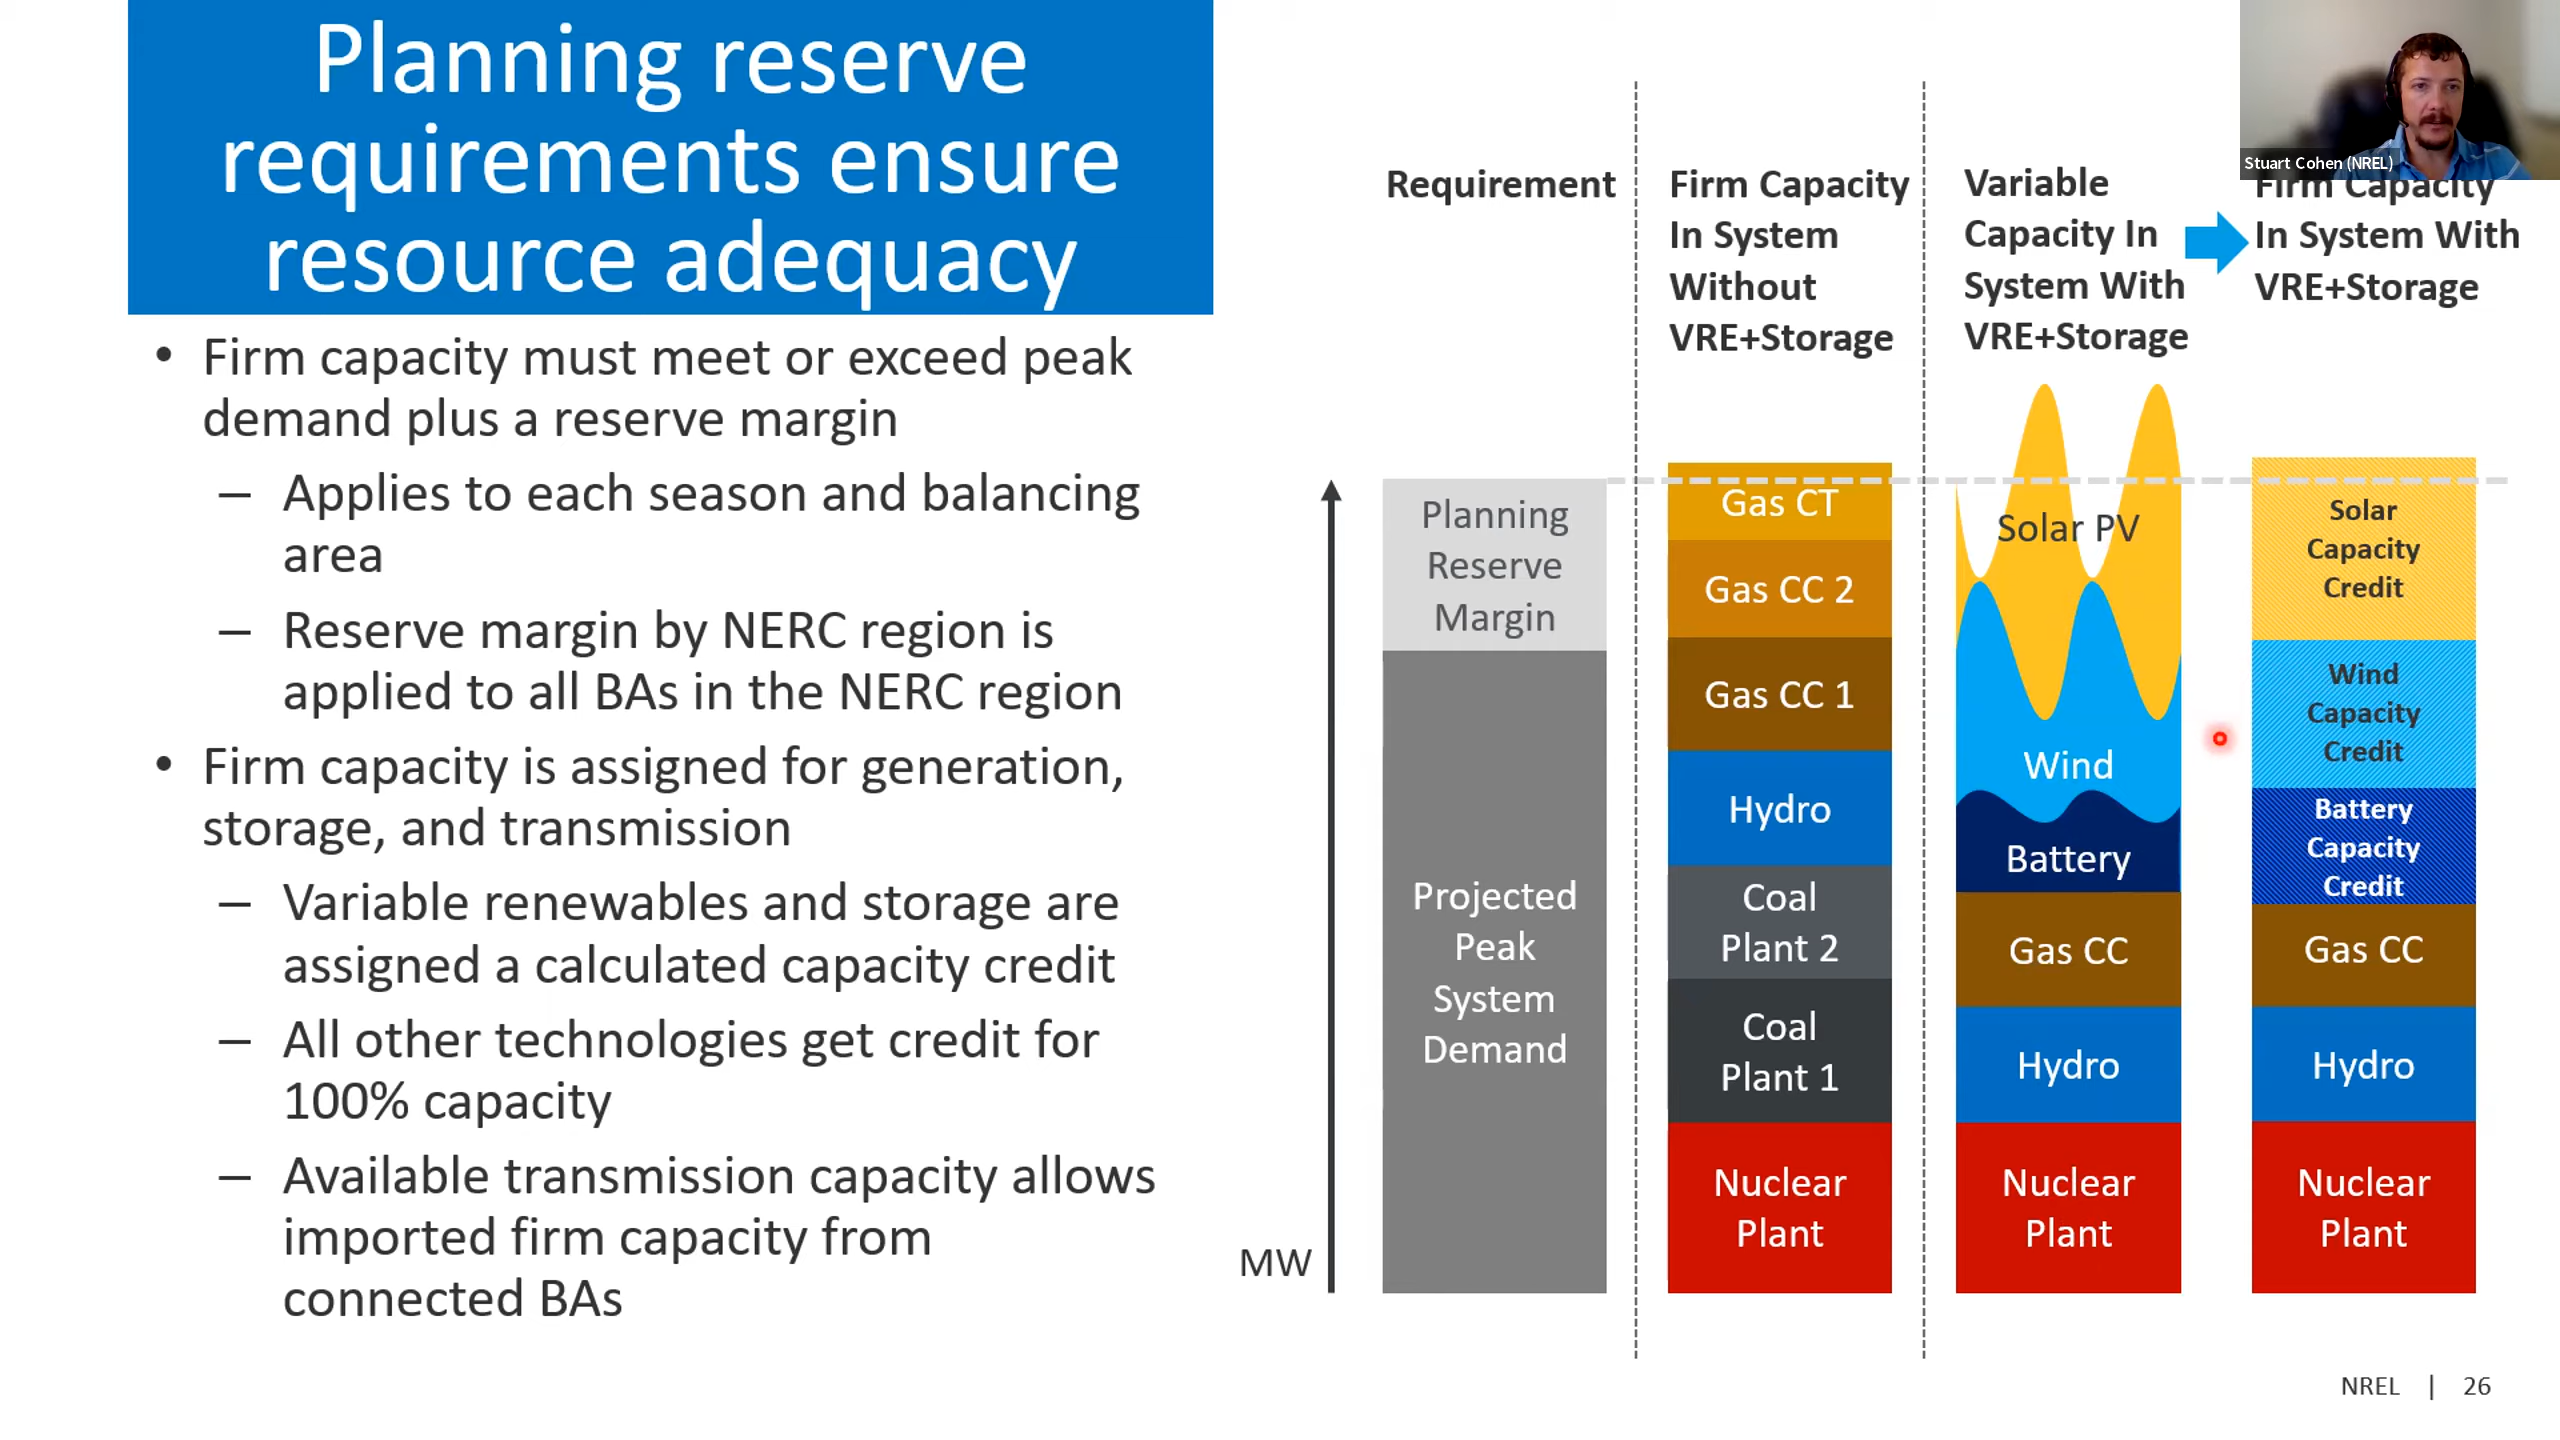 Planning reserve
requirements ensure
resource adequacy
• Firm capacity must meet or exceed peak
demand plus a reserve margin
– Applies to each season and balancing
area
– Reserve margin by NERC region is
applied to all BAs in the NERC region
• Firm capacity is assigned for generation,
storage, and transmission
– Variable renewables and storage are
assigned a calculated capacity credit
– All other technologies get credit for
100% capacity
– Available transmission capacity allows
imported firm capacity from
connected BAs
Requirement
Firm Capacity
In System
Without
VRE+Storage
Variable
Capacity In
System With
VRE+Storage
Firm Capacity
In System With
VRE+Storage
Stuart Cohen (NREL)
MW
Planning
Reserve
Margin
Projected
Peak
System
Demand
Gas CT
Gas CC 2
Gas CC 1
Hydro
Coal
Plant 2
Coal
Plant 1
Nuclear
Plant
Solar PV
Wind
Battery
Gas CC
Hydro
Nuclear
Plant
Solar
Capacity
Credit
Wind
Capacity
Credit
Battery
Capacity
Credit
Gas CC
Hydro
Nuclear
Plant
NREL | 26